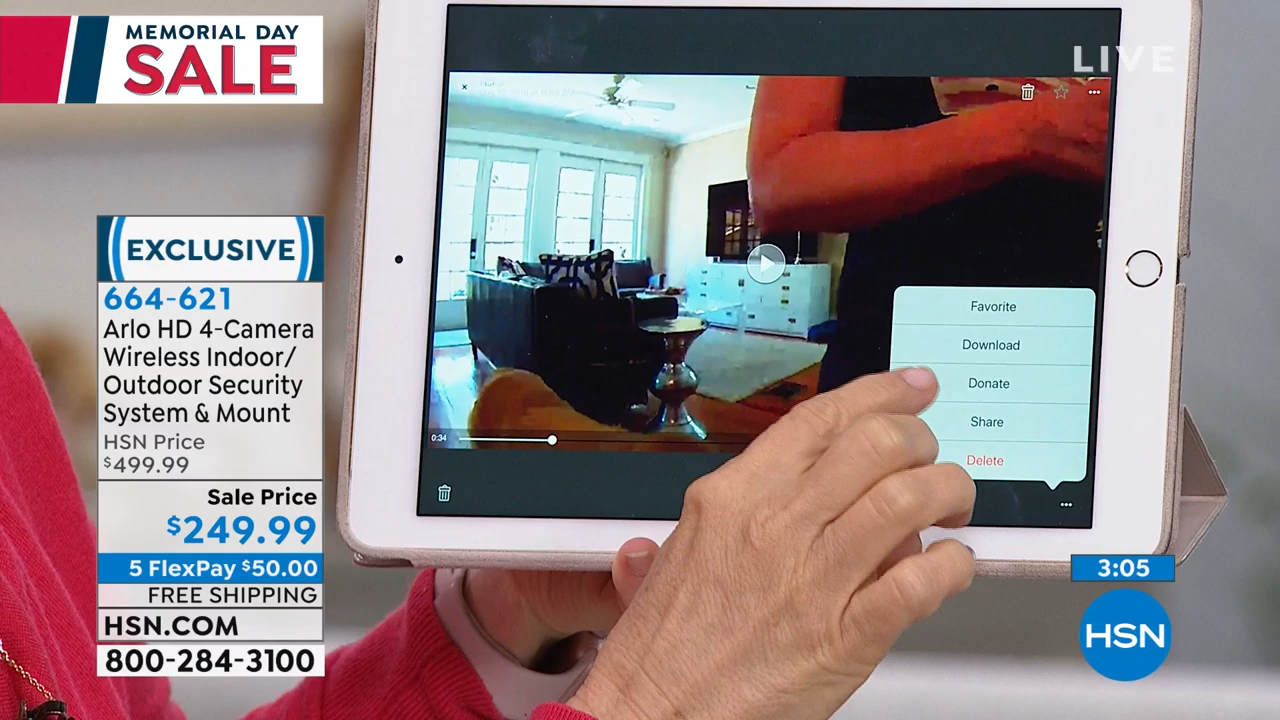 MEMORIAL DAY
SALE
LIVE
EXCLUSIVE
664-621
Arlo HD 4-Camera
Wireless Indoor/
Outdoor Security
System & Mount
HSN Price
$499.99
Sale Price
$249.99
5 FlexPay $50.00
FREE SHIPPING
HSN.COM
800-284-3100
Favorite
Download
Donate
Share
Delete
0:34
3:05
HSN